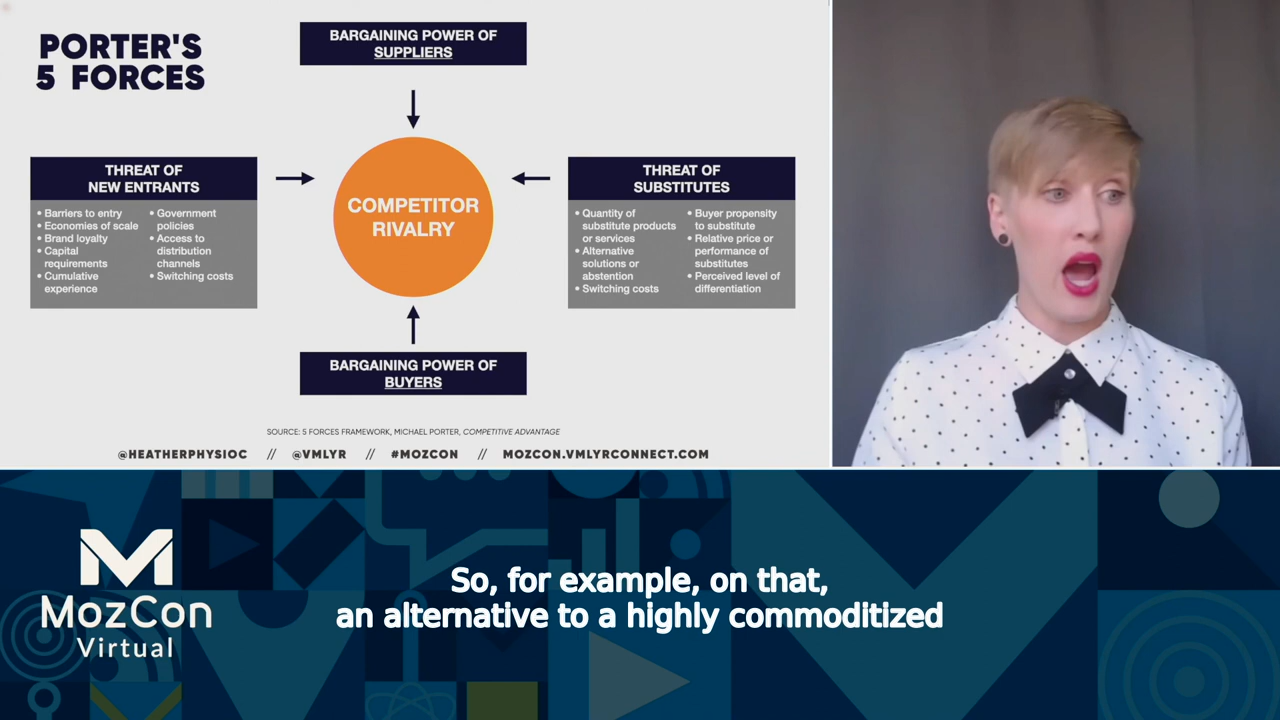 PORTER'S
5 FORCES
BARGAINING POWER OF
SUPPLIERS
THREAT OF
NEW ENTRANTS
• Barriers to entry
• Economies of scale
• Brand loyalty
• Capital
requirements
• Cumulative
experience
• Government
policies
• Access to
distribution
channels
• Switching costs
COMPETITOR
RIVALRY
THREAT OF
SUBSTITUTES
• Quantity of
substitute products
or services
• Alternative
solutions or
abstention
• Switching costs
• Buyer propensity
to substitute
• Relative price or
performance of
substitutes
• Perceived level of
differentiation
BARGAINING POWER OF
BUYERS
SOURCE: 5 FORCES FRAMEWORK, MICHAEL PORTER, COMPETITIVE ADVANTAGE
@HEATHERPHYSIOC // @VMLYR // #MOZCON // MOZCON.VMLYRCONNECT.COM
MozCon
Virtual
So, for example, on that,
an alternative to a highly commoditized